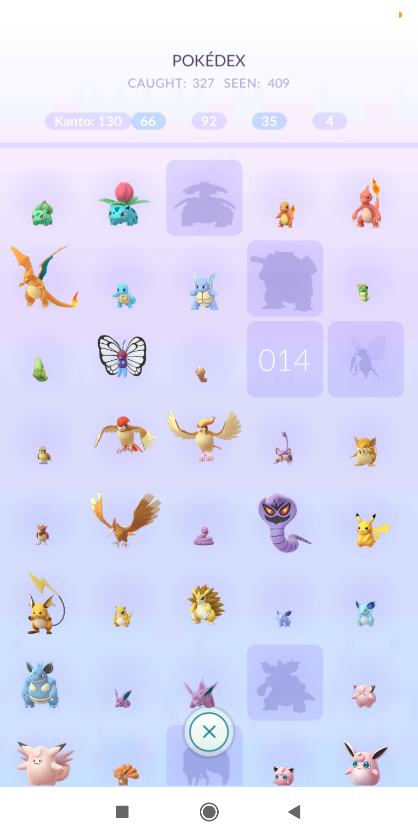 POKÉDEX
CAUGHT: 327 SEEN: 409
Kanto: 130 66 92 35 4
014